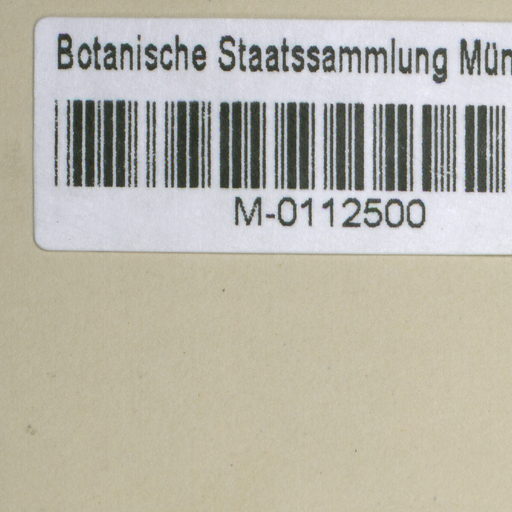 Botanische Staatssammlung Mün
M-0112500